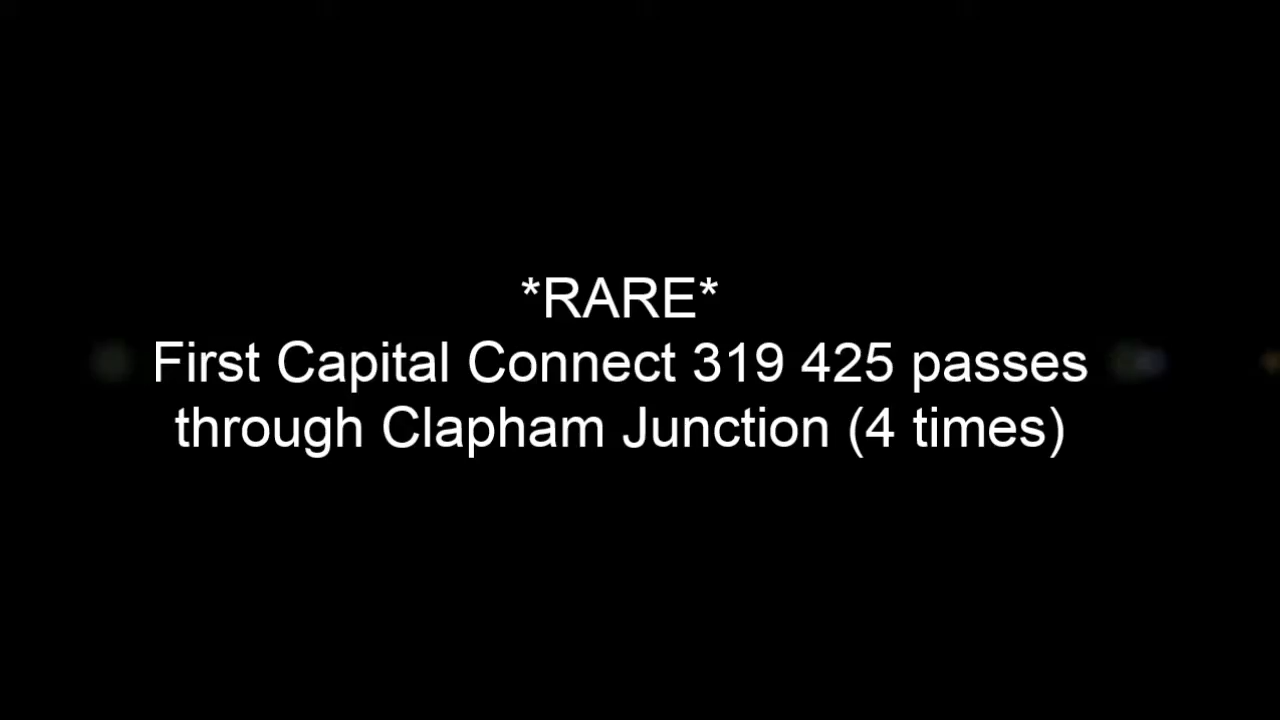 *RARE*
First Capital Connect 319 425 passes
through Clapham Junction (4 times)